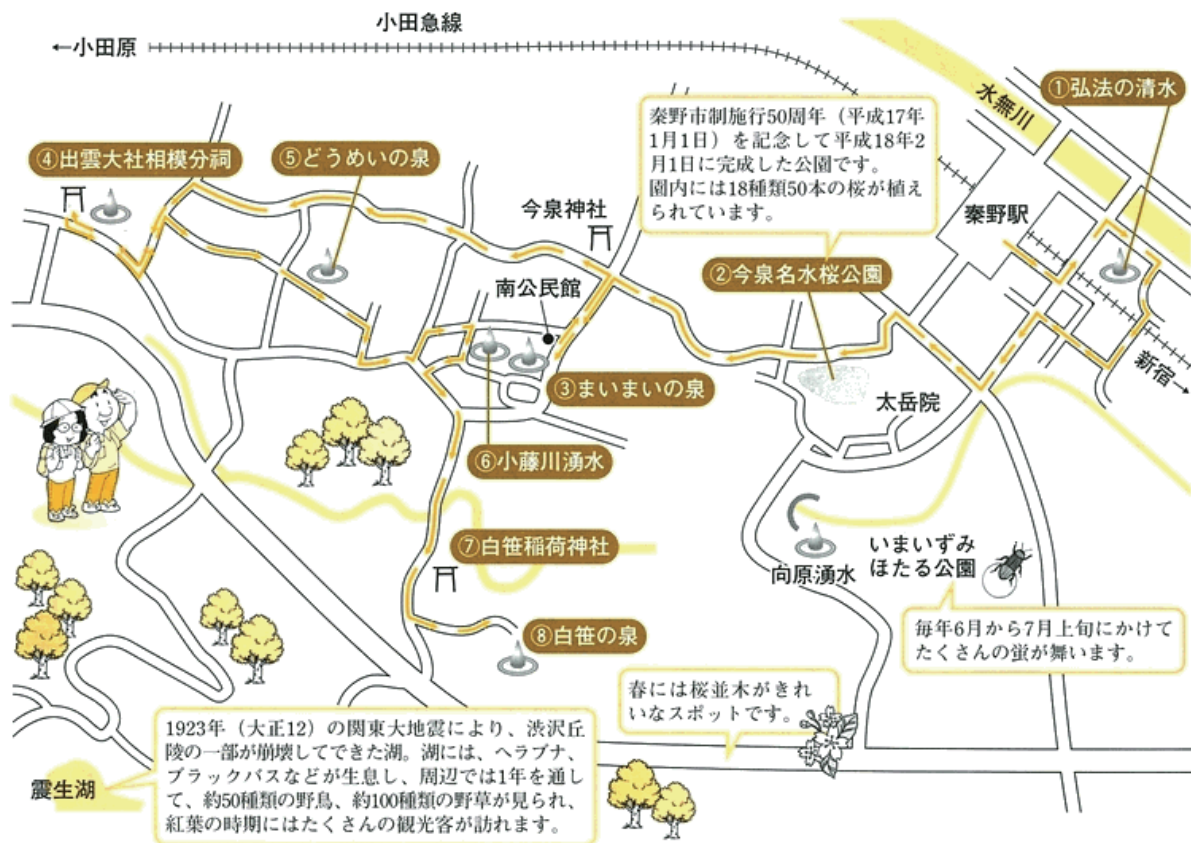 小田急線
←小田原
①弘法の清水
水無川
秦野市制施行50周年（平成17年
1月1日）を記念して平成18年2
月1日に完成した公園です。
園内には18種類50本の桜が植え
られています。
④出雲大社相模分祠
⑤どうめいの泉
今泉神社
秦野駅
②今泉名水桜公園
南公民館
新宿
③まいまいの泉
太岳院
⑥小藤川湧水
⑦白笹稲荷神社
いまいずみ
ほたる公園
向原湧水
⑧白笹の泉
毎年6月から7月上旬にかけて
たくさんの蛍が舞います。
春には桜並木がきれ
いなスポットです。
1923年（大正12）の関東大地震により、渋沢丘
陵の一部が崩壊してできた湖。湖には、ヘラブナ、
ブラックバスなどが生息し、周辺では1年を通し
て、約50種類の野鳥、約100種類の野草が見られ、
紅葉の時期にはたくさんの観光客が訪れます。
震生湖